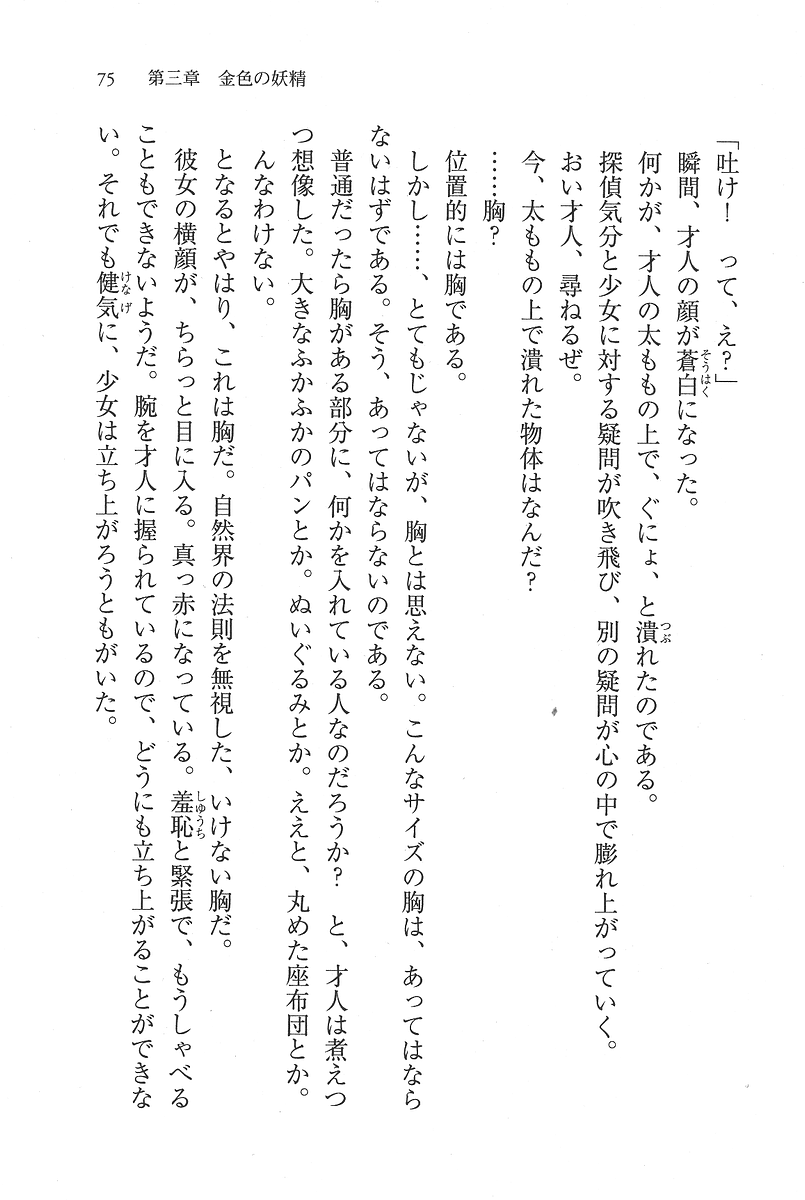 75　第三章　金色の妖精
「吐け！　って、え？」
瞬間、才人の顔が蒼白になった。
何かが、才人の太ももの上で、ぐにょ、と潰れたのである。
探偵気分と少女に対する疑問が吹き飛び、別の疑問が心の中で膨れ上がっていく。
おい才人、尋ねるぜ。
今、太ももの上で潰れた物体はなんだ？
……胸？
位置的には胸である。
しかし……、とてもじゃないが、胸とは思えない。こんなサイズの胸は、あってはなら
ないはずである。そう、あってはならないのである。
普通だったら胸がある部分に、何かを入れている人なのだろうか？　と、才人は煮えつ
つ想像した。大きなふかふかのパンとか。ぬいぐるみとか。ええと、丸めた座布団とか。
んなわけない。
となるとやはり、これは胸だ。自然界の法則を無視した、いけない胸だ。
彼女の横顔が、ちらっと目に入る。真っ赤になっている。羞恥と緊張で、もうしゃべる
こともできないようだ。腕を才人に握られているので、どうにも立ち上がることができな
い。それでも健気に、少女は立ち上がろうともがいた。
そうはく
つぶ
しゅうち
けなげ